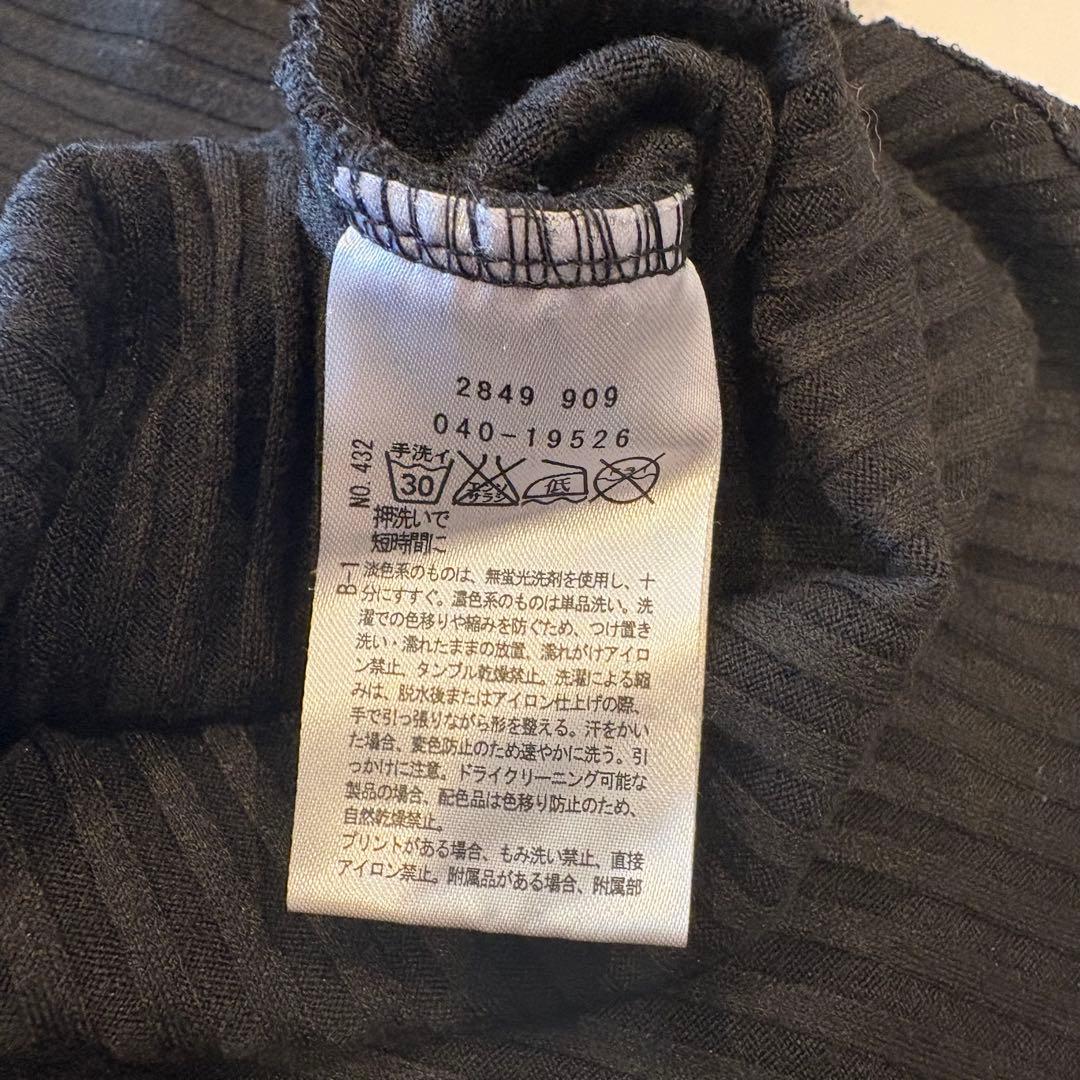 2849 909
040-19526
NO.432
手洗イ
30
エンソ
サラシ
低
ドライ
押洗いで
短時間に
B-1
淡色系のものは、無蛍光洗剤を使用し、十
分にすすぐ。濃色系のものは単品洗い。洗
濯での色移りや縮みを防ぐため、つけ置き
洗い・濡れたままの放置、濡れがけアイロ
ン禁止。タンブル乾燥禁止。洗濯による縮
みは、脱水後またはアイロン仕上げの際、
手で引っ張りながら形を整える。汗をかい
た場合、変色防止のため速やかに洗う。引
っかけに注意。ドライクリーニング可能な
製品の場合、配色品は色移り防止のため、
自然乾燥禁止。
プリントがある場合、もみ洗い禁止、直接
アイロン禁止。附属品がある場合、附属部